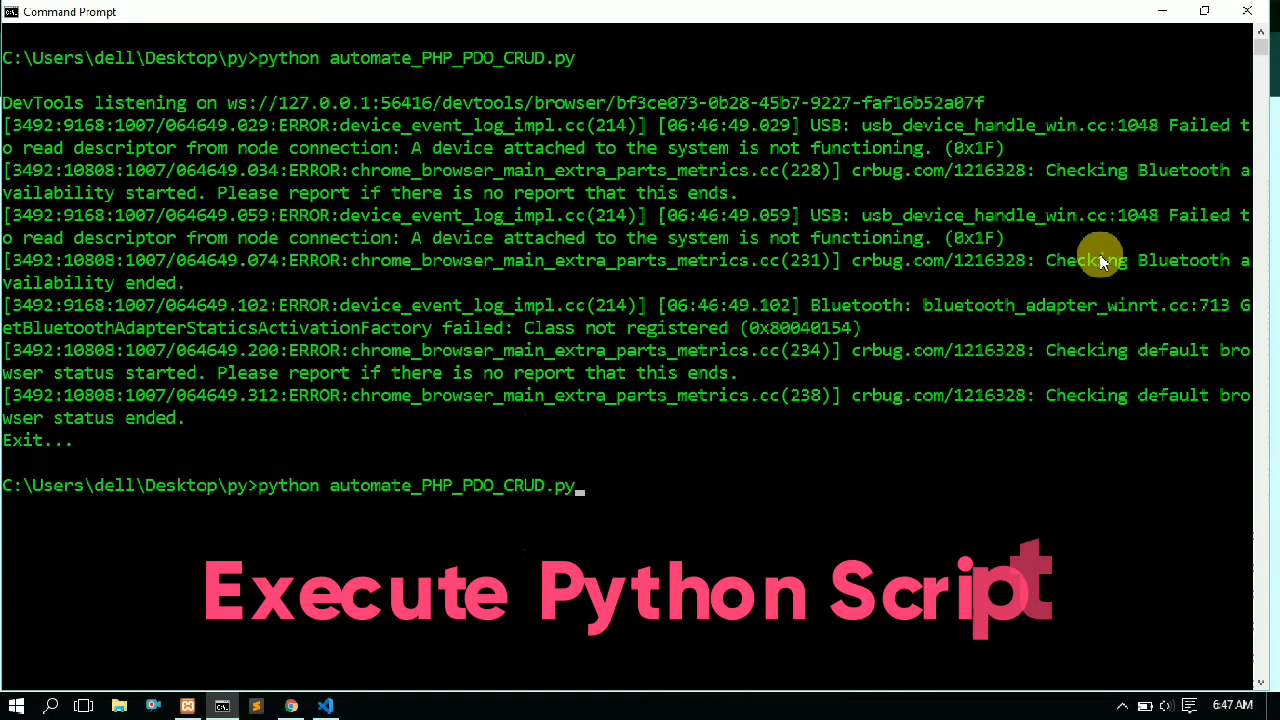 Command Prompt
C:\Users\dell\Desktop\py>python automate_PHP_PDO_CRUD.py
DevTools listening on ws://127.0.0.1:56416/devtools/browser/bf3ce073-0b28-45b7-9227-faf16b52a07f
[3492:9168:1007/064649.029:ERROR:device_event_log_impl.cc(214)] [06:46:49.029] USB: usb_device_handle_win.cc:1048 Failed t
o read descriptor from node connection: A device attached to the system is not functioning. (0x1F)
[3492:10808:1007/064649.034:ERROR:chrome_browser_main_extra_parts_metrics.cc(228)] crbug.com/1216328: Checking Bluetooth a
vailability started. Please report if there is no report that this ends.
[3492:9168:1007/064649.059:ERROR:device_event_log_impl.cc(214)] [06:46:49.059] USB: usb_device_handle_win.cc:1048 Failed t
o read descriptor from node connection: A device attached to the system is not functioning. (0x1F)
[3492:10808:1007/064649.074:ERROR:chrome_browser_main_extra_parts_metrics.cc(231)] crbug.com/1216328: Checking Bluetooth a
vailability ended.
[3492:9168:1007/064649.102:ERROR:device_event_log_impl.cc(214)] [06:46:49.102] Bluetooth: bluetooth_adapter_winrt.cc:713 G
etBluetoothAdapterStaticsActivationFactory failed: Class not registered (0x80040154)
[3492:10808:1007/064649.200:ERROR:chrome_browser_main_extra_parts_metrics.cc(234)] crbug.com/1216328: Checking default bro
wser status started. Please report if there is no report that this ends.
[3492:10808:1007/064649.312:ERROR:chrome_browser_main_extra_parts_metrics.cc(238)] crbug.com/1216328: Checking default bro
wser status ended.
Exit...
C:\Users\dell\Desktop\py>python automate_PHP_PDO_CRUD.py
Execute Python Script
6:47 AM